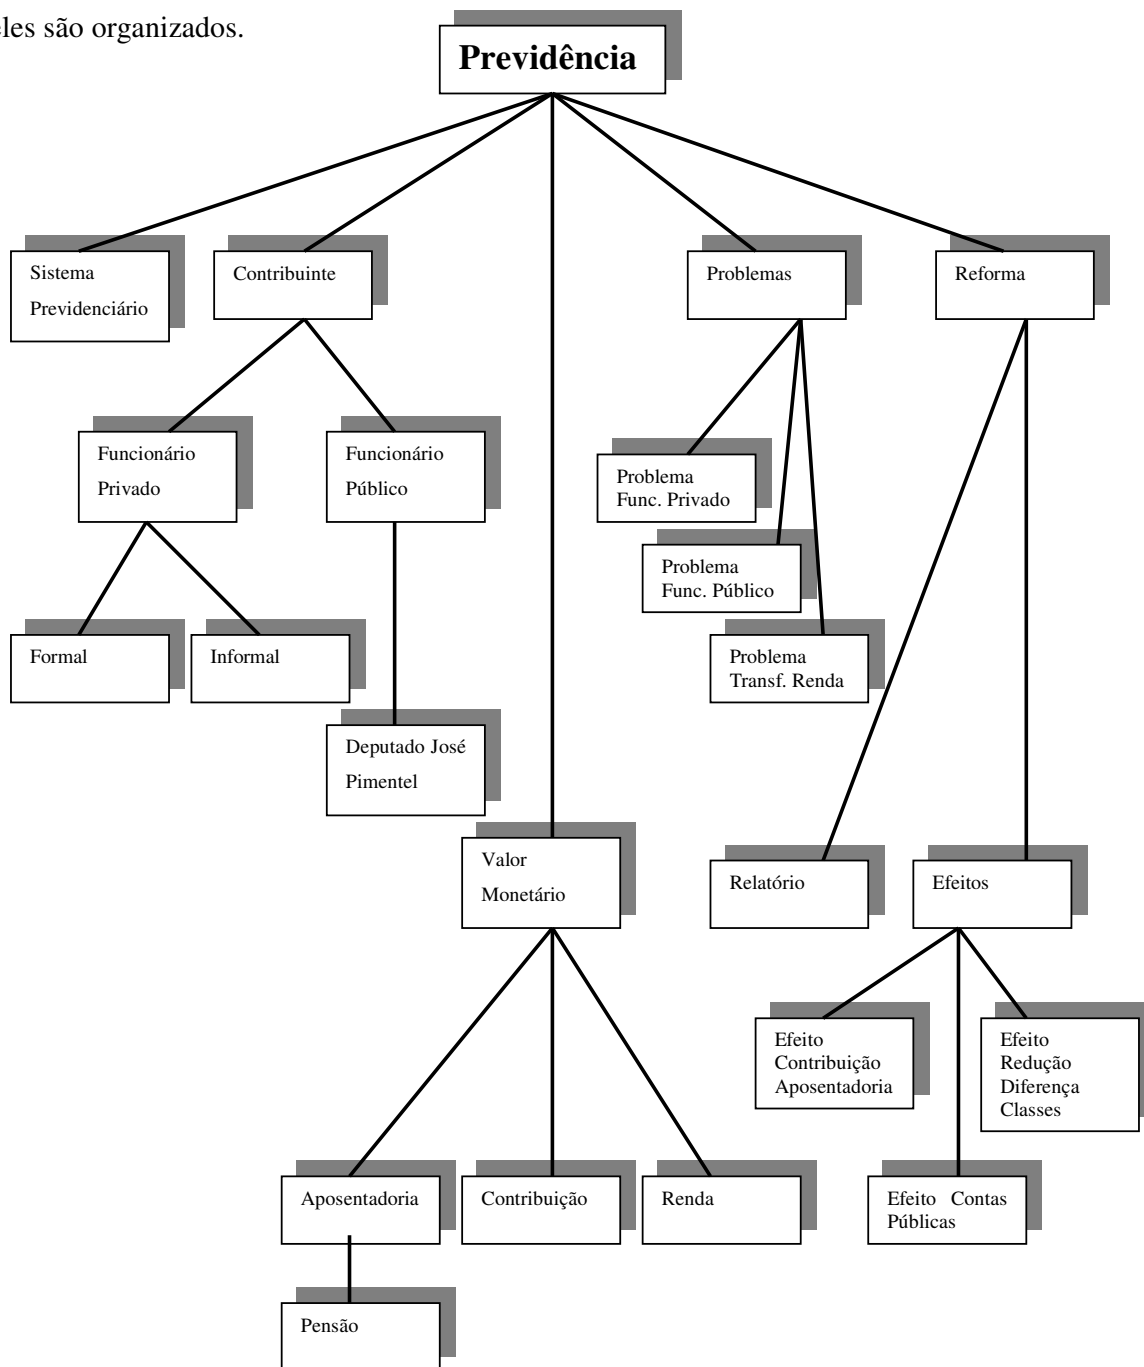 eles são organizados.
Previdência
Sistema
Previdenciário
Contribuinte
Problemas
Reforma
Funcionário
Privado
Funcionário
Público
Problema
Func. Privado
Problema
Func. Público
Problema
Transf. Renda
Formal
Informal
Deputado José
Pimentel
Valor
Monetário
Relatório
Efeitos
Efeito
Contribuição
Aposentadoria
Efeito
Redução
Diferença
Classes
Aposentadoria
Contribuição
Renda
Efeito Contas
Públicas
Pensão